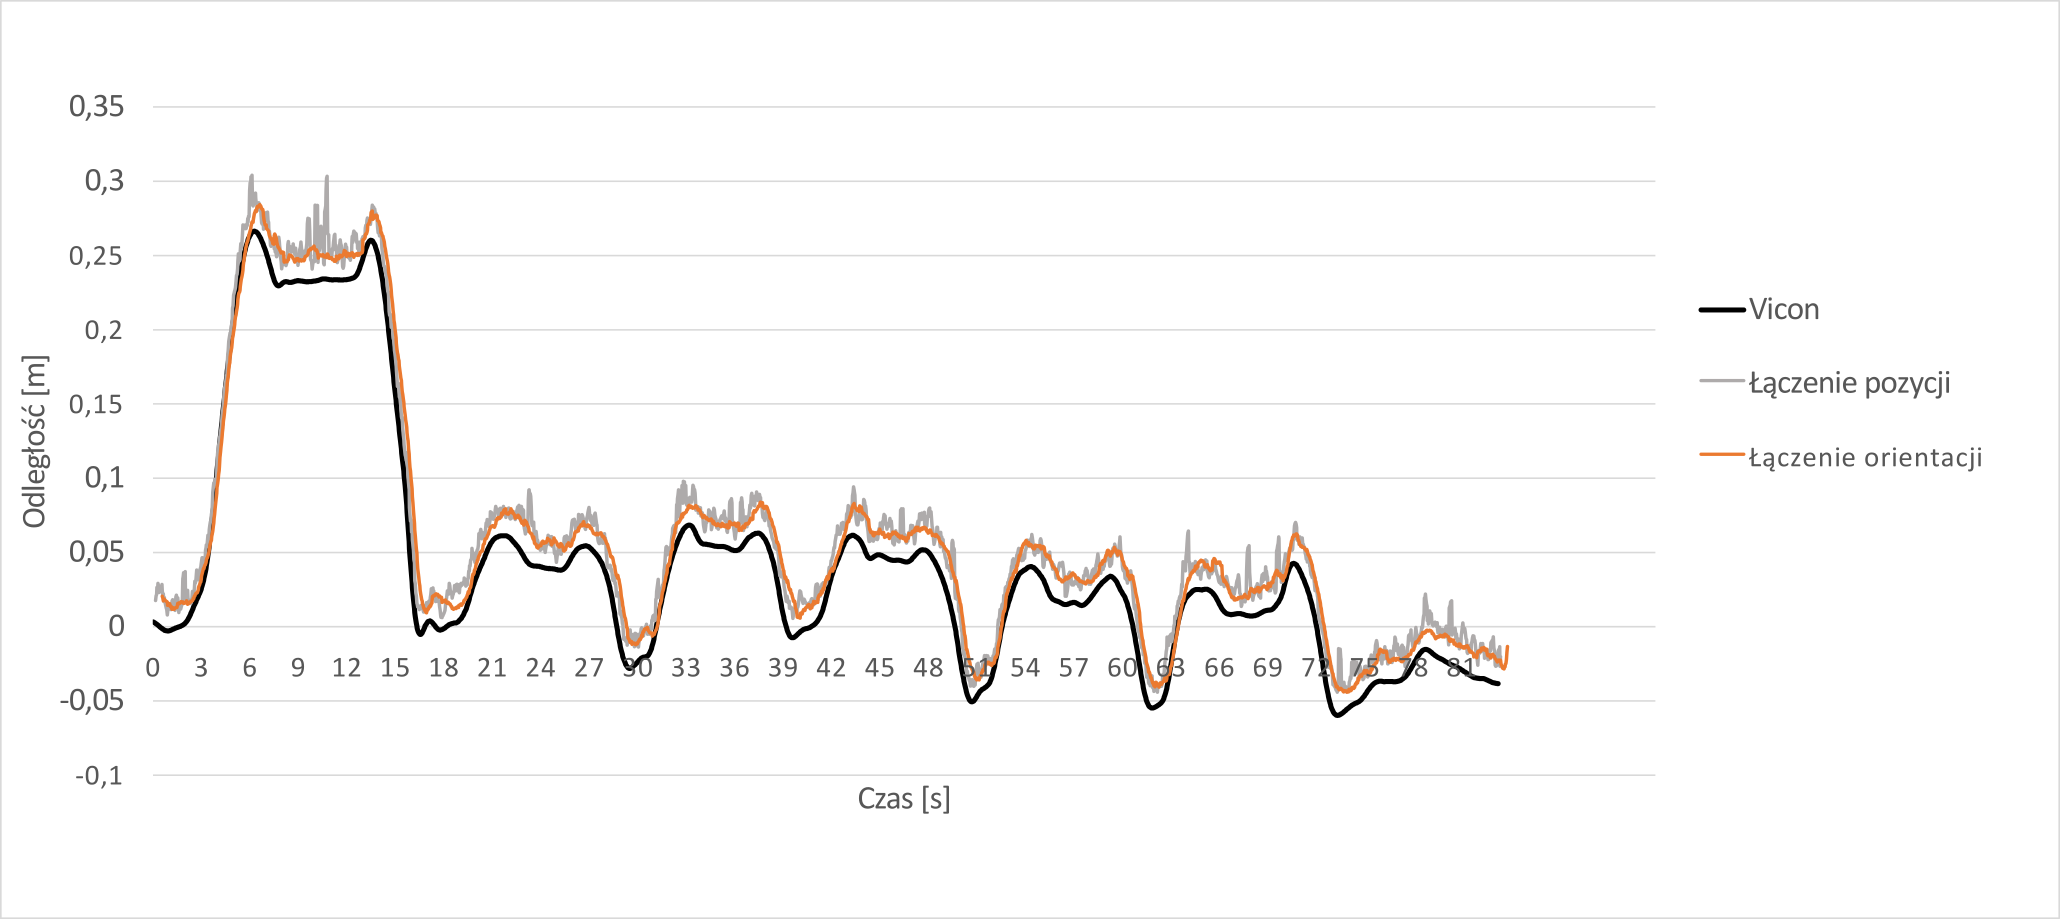 0,35
0,3
0,25
0,2
0,15
0,1
0,05
0
-0,05
-0,1
Odległość [m]
0 3 6 9 12 15 18 21 24 27 30 33 36 39 42 45 48 51 54 57 60 63 66 69 72 75 78 81
Czas [s]
Vicon
Łączenie pozycji
Łączenie orientacji